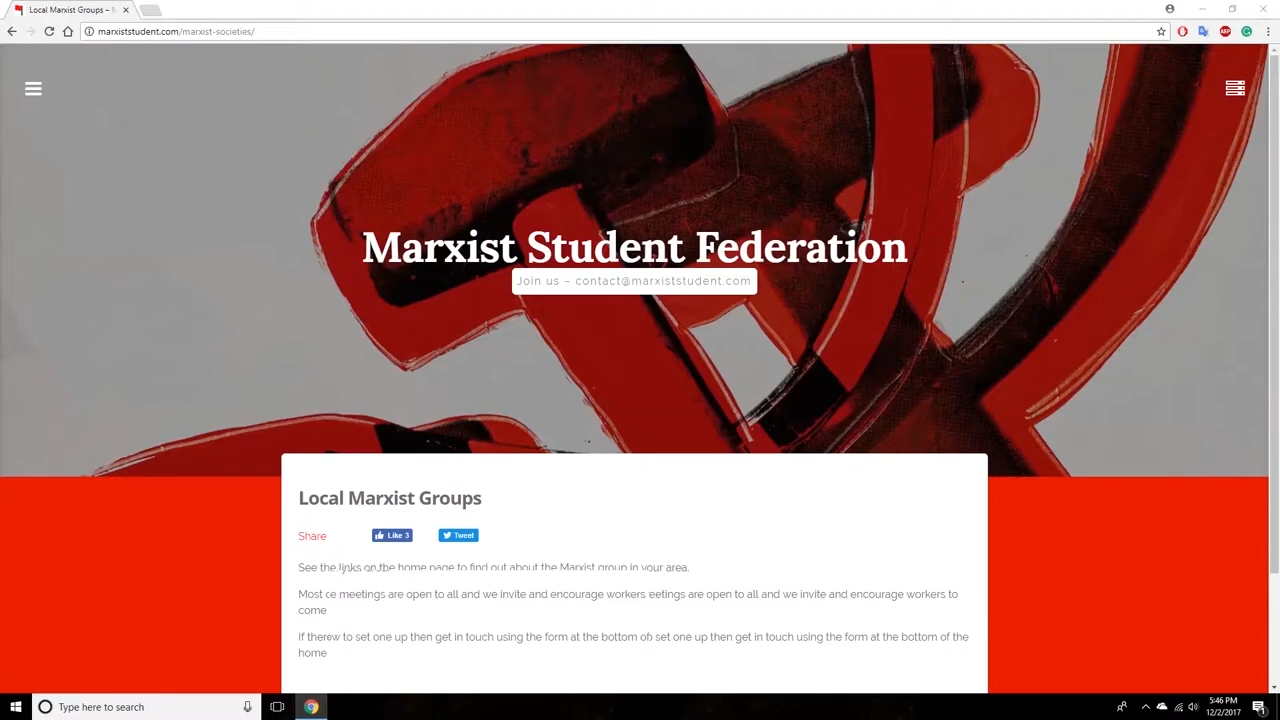 Local Marxist Groups – M
marxiststudent.com/marxist-societies/
ABP
Marxist Student Federation
Join us – contact@marxiststudent.com
Local Marxist Groups
Share Like 3 Tweet
See the links on the home page to find out about the Marxist group in your area.
Most ce meetings are open to all and we invite and encourage workers eetings are open to all and we invite and encourage workers to
come
If therew to set one up then get in touch using the form at the bottom of set one up then get in touch using the form at the bottom of the
home
Type here to search
5:46 PM
12/2/2017